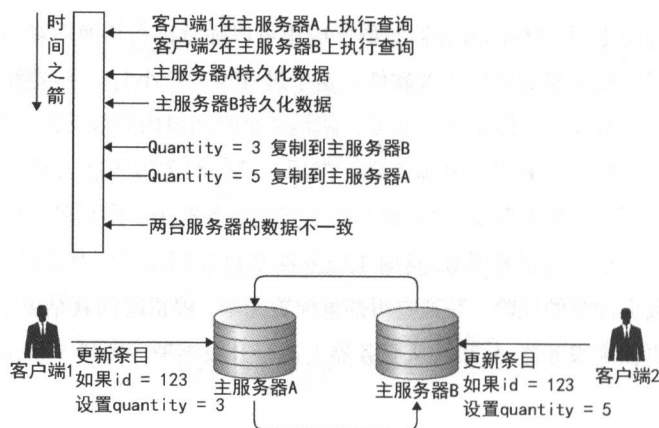 时间之箭
客户端1在主服务器A上执行查询
客户端2在主服务器B上执行查询
主服务器A持久化数据
主服务器B持久化数据
Quantity = 3 复制到主服务器B
Quantity = 5 复制到主服务器A
两台服务器的数据不一致
客户端1
更新条目
如果id = 123
设置quantity = 3
主服务器A
主服务器B
更新条目
如果id = 123
设置quantity = 5
客户端2